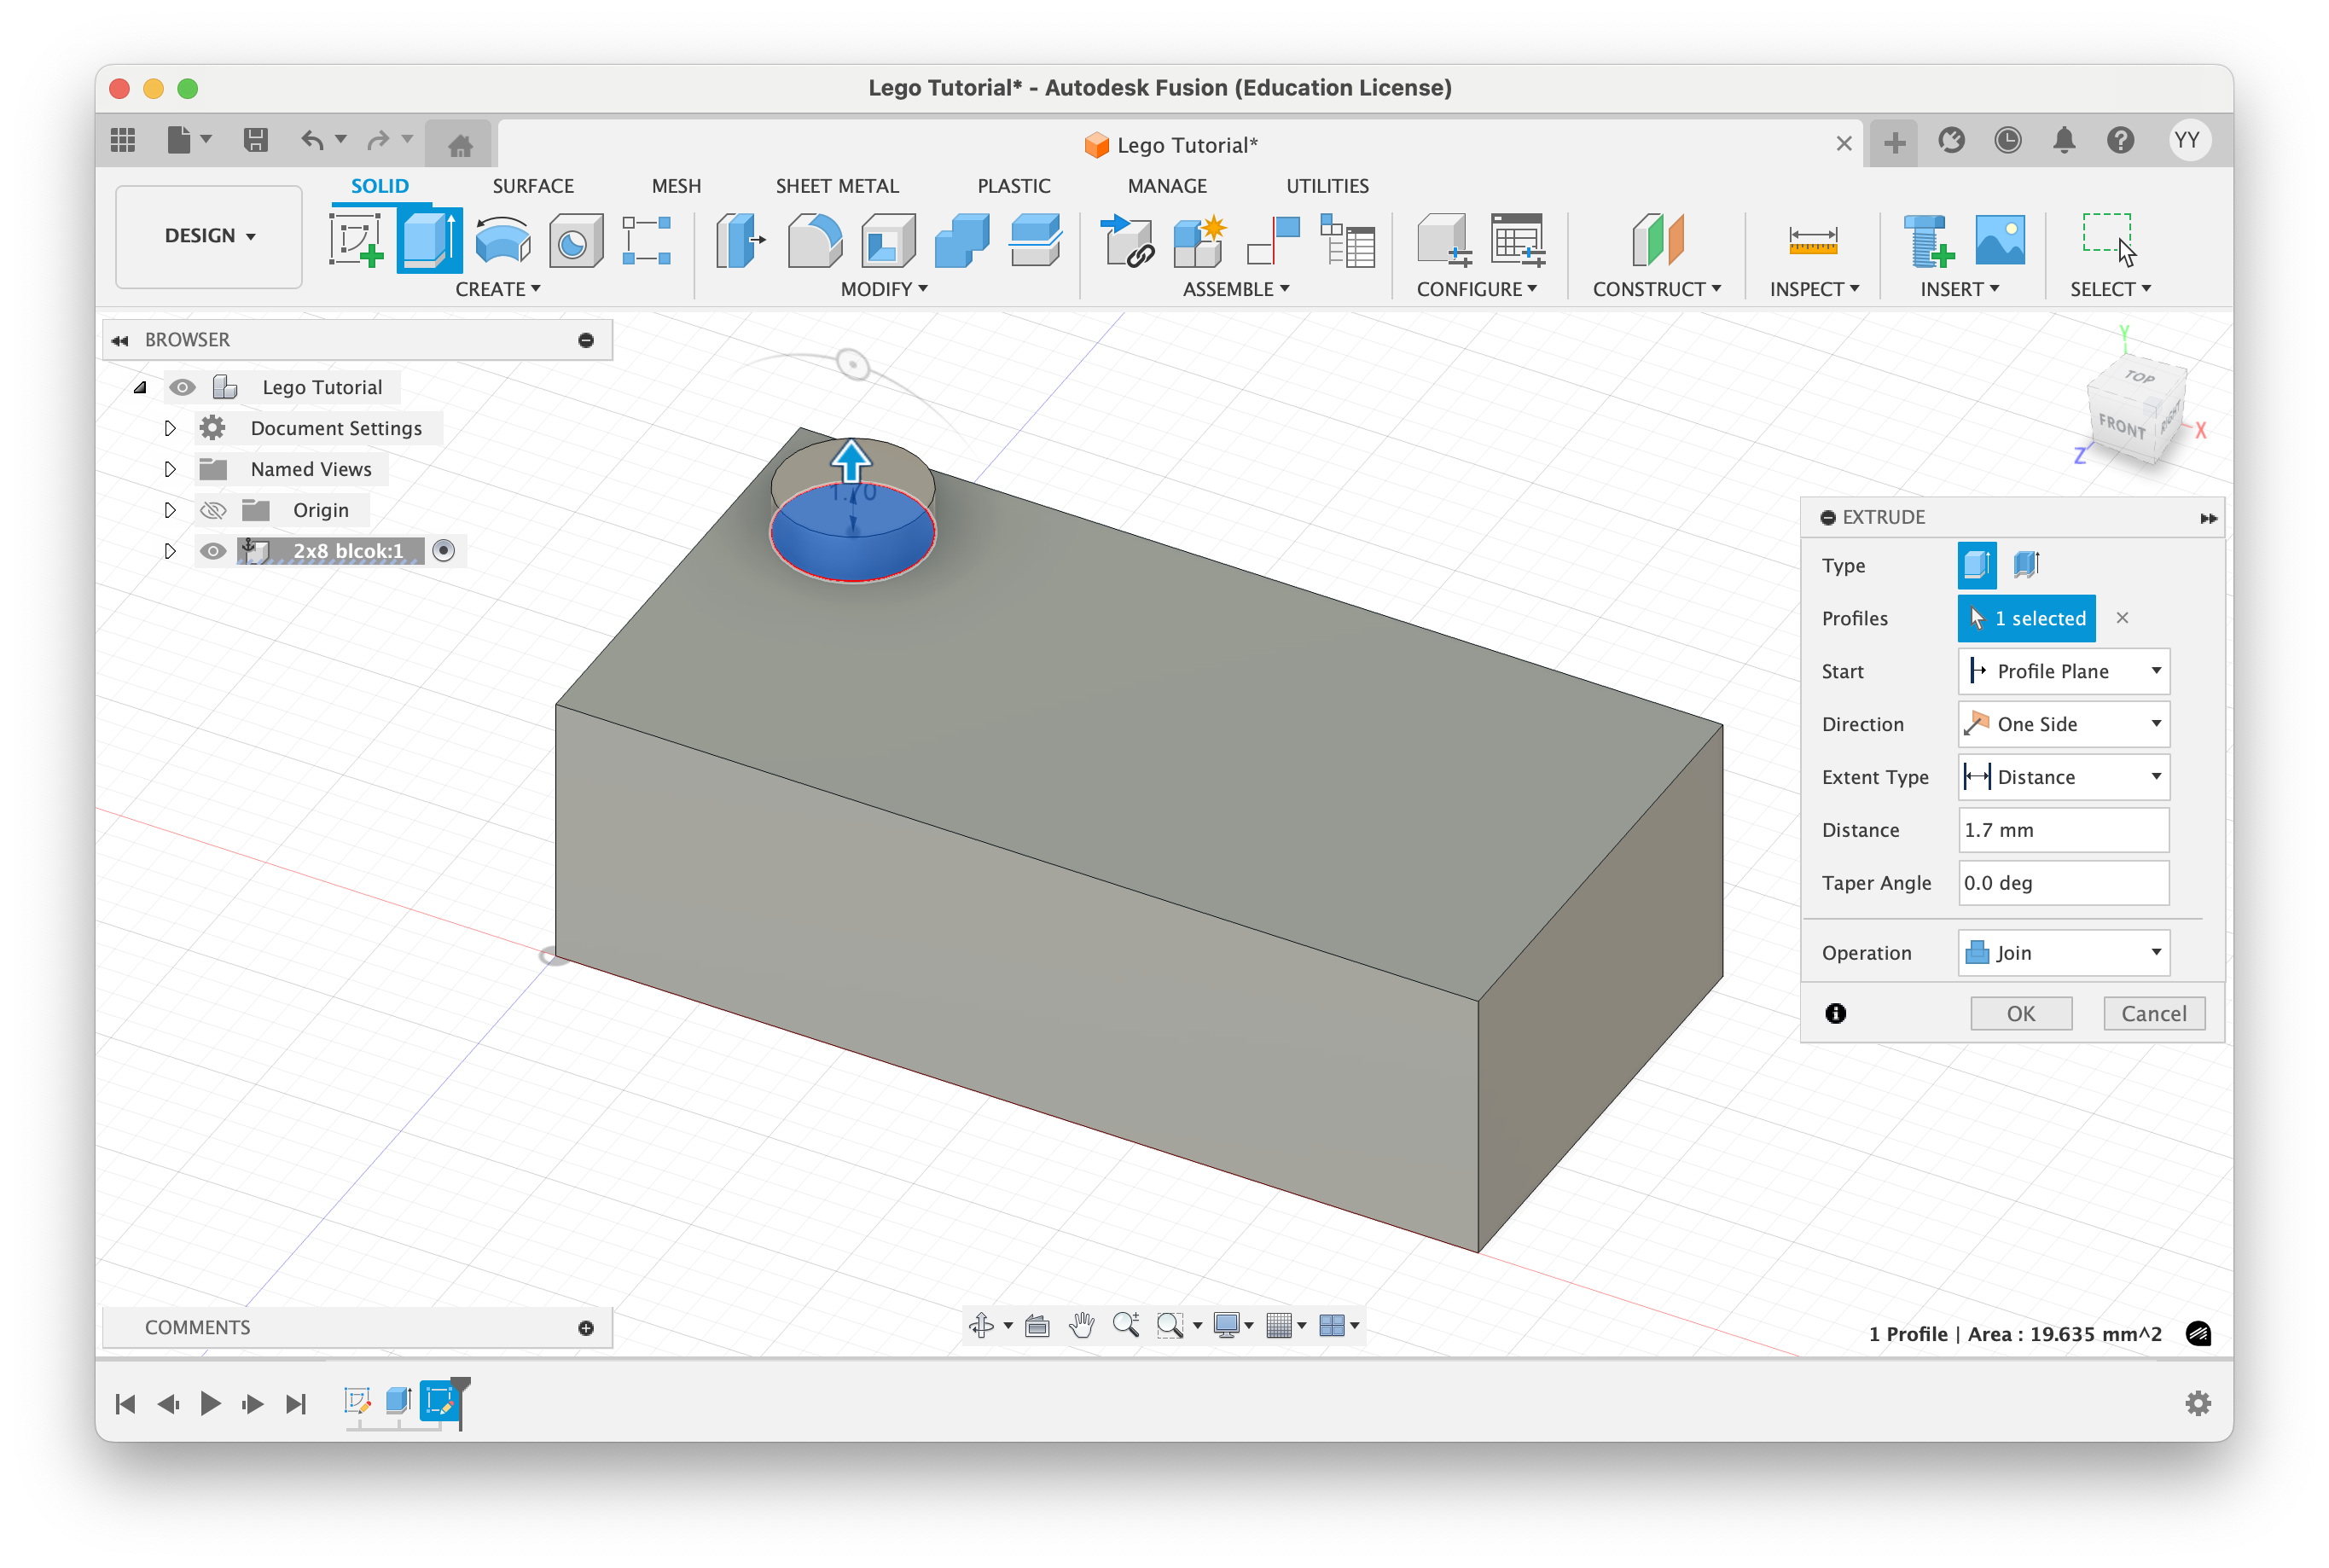 Lego Tutorial* - Autodesk Fusion (Education License)
Lego Tutorial*
YY
DESIGN
SOLID SURFACE MESH SHEET METAL PLASTIC MANAGE UTILITIES
CREATE MODIFY ASSEMBLE CONFIGURE CONSTRUCT INSPECT INSERT SELECT
BROWSER
Lego Tutorial
Document Settings
Named Views
Origin
2x8 blcok:1
1.70
Y
TOP
FRONT
RIGHT
X
Z
EXTRUDE
Type
Profiles 1 selected
Start Profile Plane
Direction One Side
Extent Type Distance
Distance 1.7 mm
Taper Angle 0.0 deg
Operation Join
OK Cancel
COMMENTS
1 Profile | Area : 19.635 mm^2